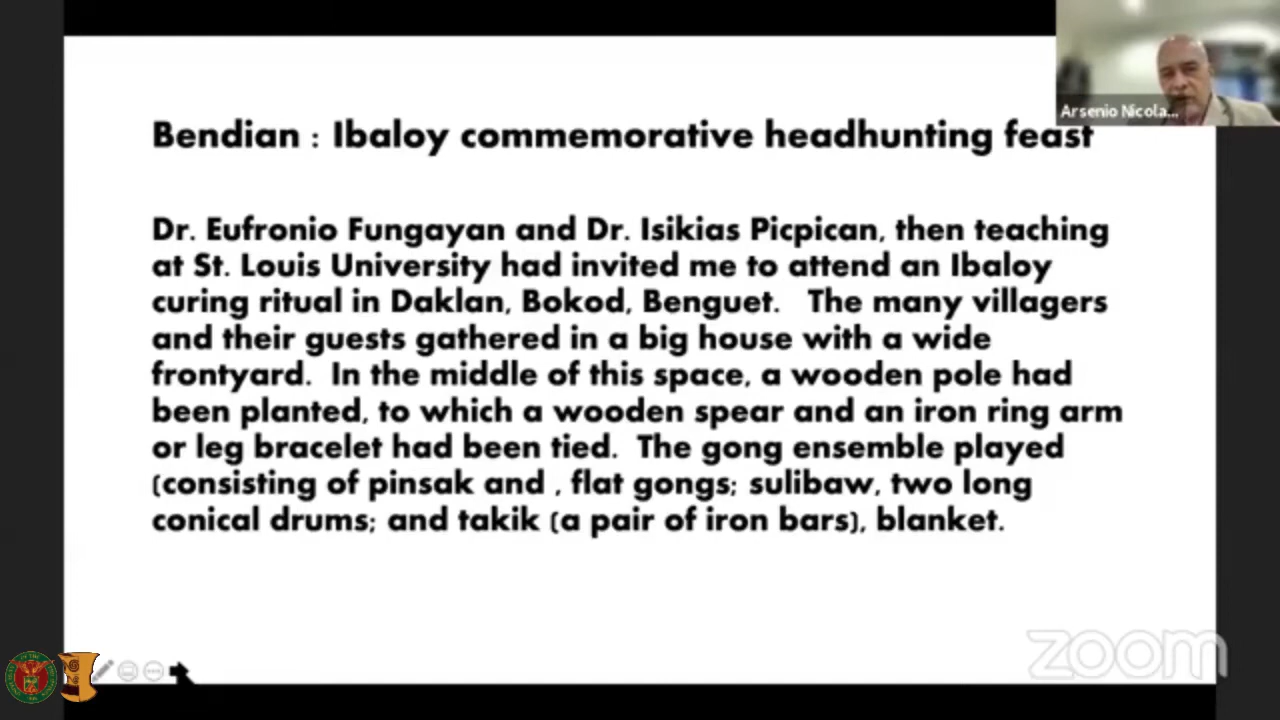 Arsenio Nicola...
Bendian : Ibaloy commemorative headhunting feast
Dr. Eufronio Fungayan and Dr. Isikias Picpican, then teaching
at St. Louis University had invited me to attend an Ibaloy
curing ritual in Daklan, Bokod, Benguet.   The many villagers
and their guests gathered in a big house with a wide
frontyard.  In the middle of this space, a wooden pole had
been planted, to which a wooden spear and an iron ring arm
or leg bracelet had been tied.  The gong ensemble played
(consisting of pinsak and , flat gongs; sulibaw, two long
conical drums; and takik (a pair of iron bars), blanket.
zoom